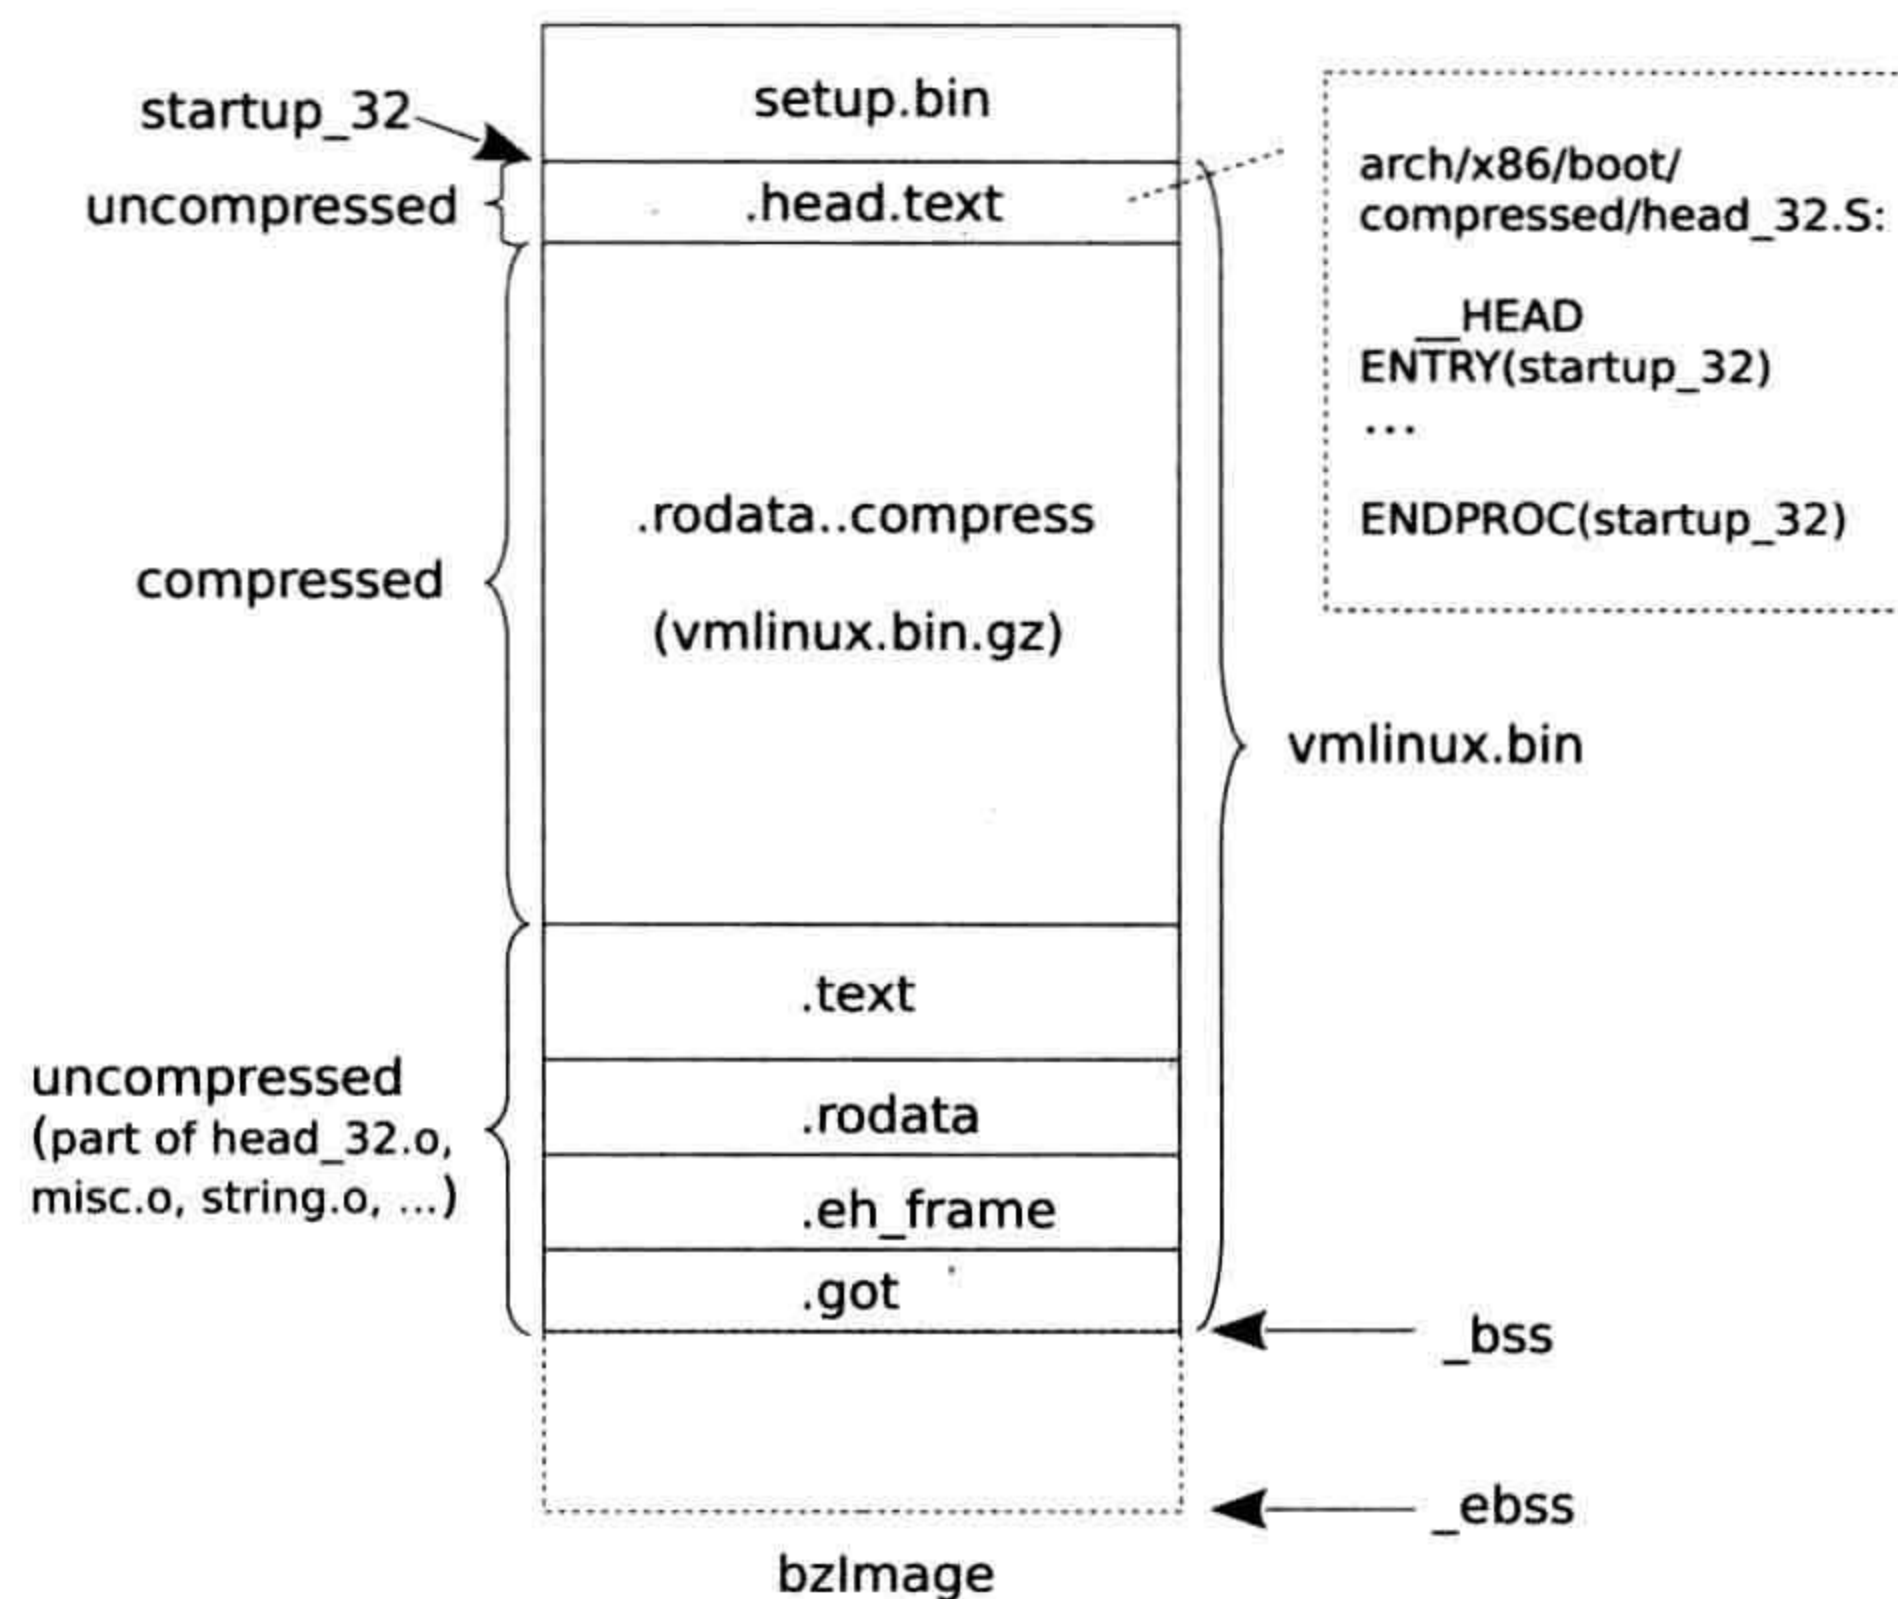 setup.bin
startup_32
uncompressed
.head.text
arch/x86/boot/
compressed/head_32.S:
__HEAD
ENTRY(startup_32)
...
ENDPROC(startup_32)
.rodata..compress
(vmlinux.bin.gz)
compressed
vmlinux.bin
.text
uncompressed
(part of head_32.o,
misc.o, string.o, ...)
.rodata
.eh_frame
.got
_bss
_ebss
bzImage